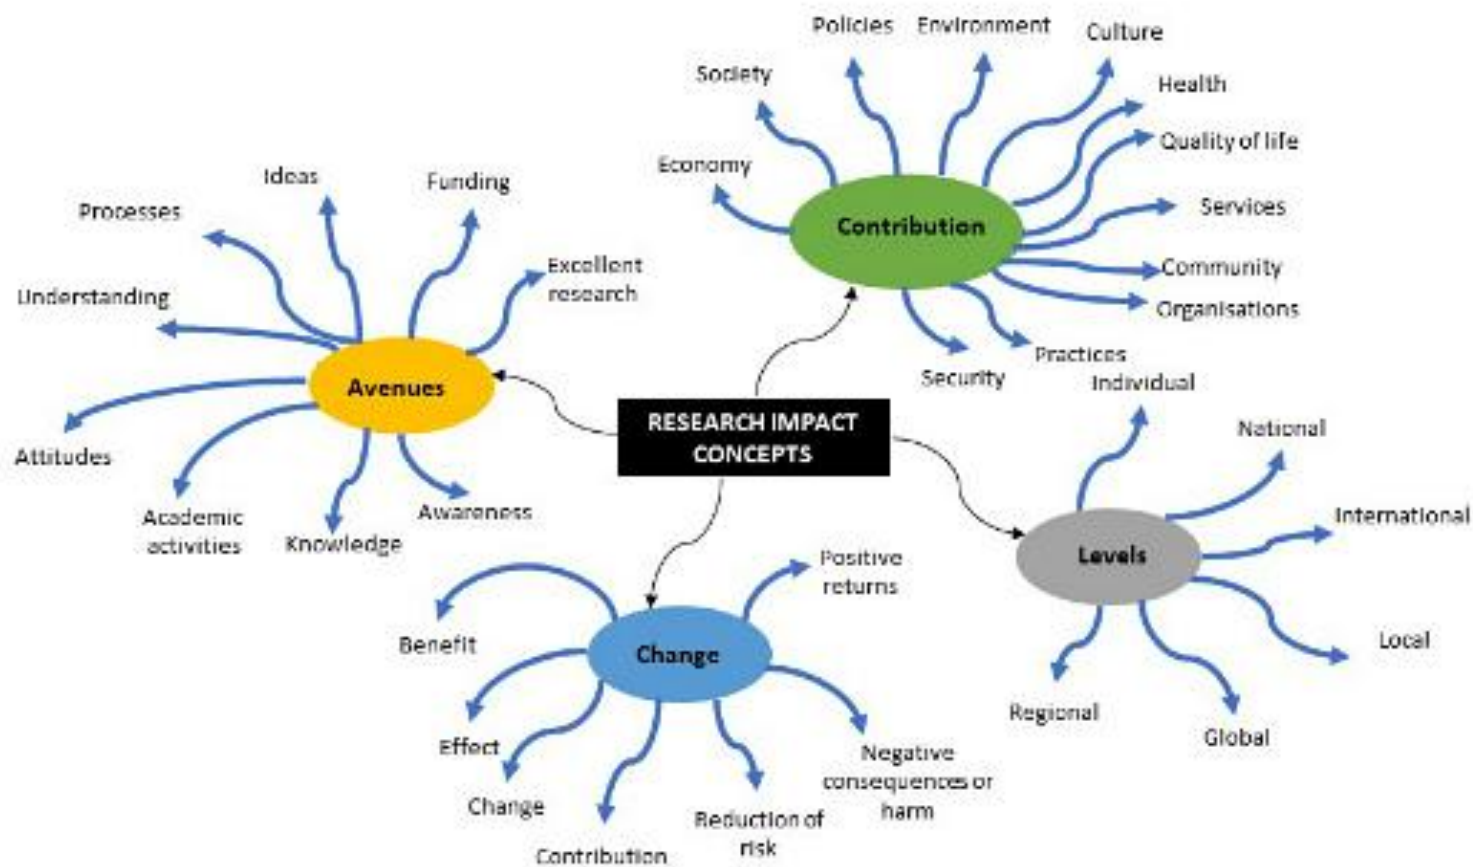 Policies
Environment
Culture
Society
Health
Quality of life
Economy
Ideas
Funding
Processes
Services
Contribution
Excellent
research
Community
Understanding
Organisations
Practices
Security
Individual
Avenues
RESEARCH IMPACT
CONCEPTS
National
Attitudes
Academic
activities
Knowledge
Awareness
International
Levels
Positive
returns
Benefit
Change
Local
Regional
Global
Effect
Negative
consequences or
harm
Change
Reduction of
risk
Contribution